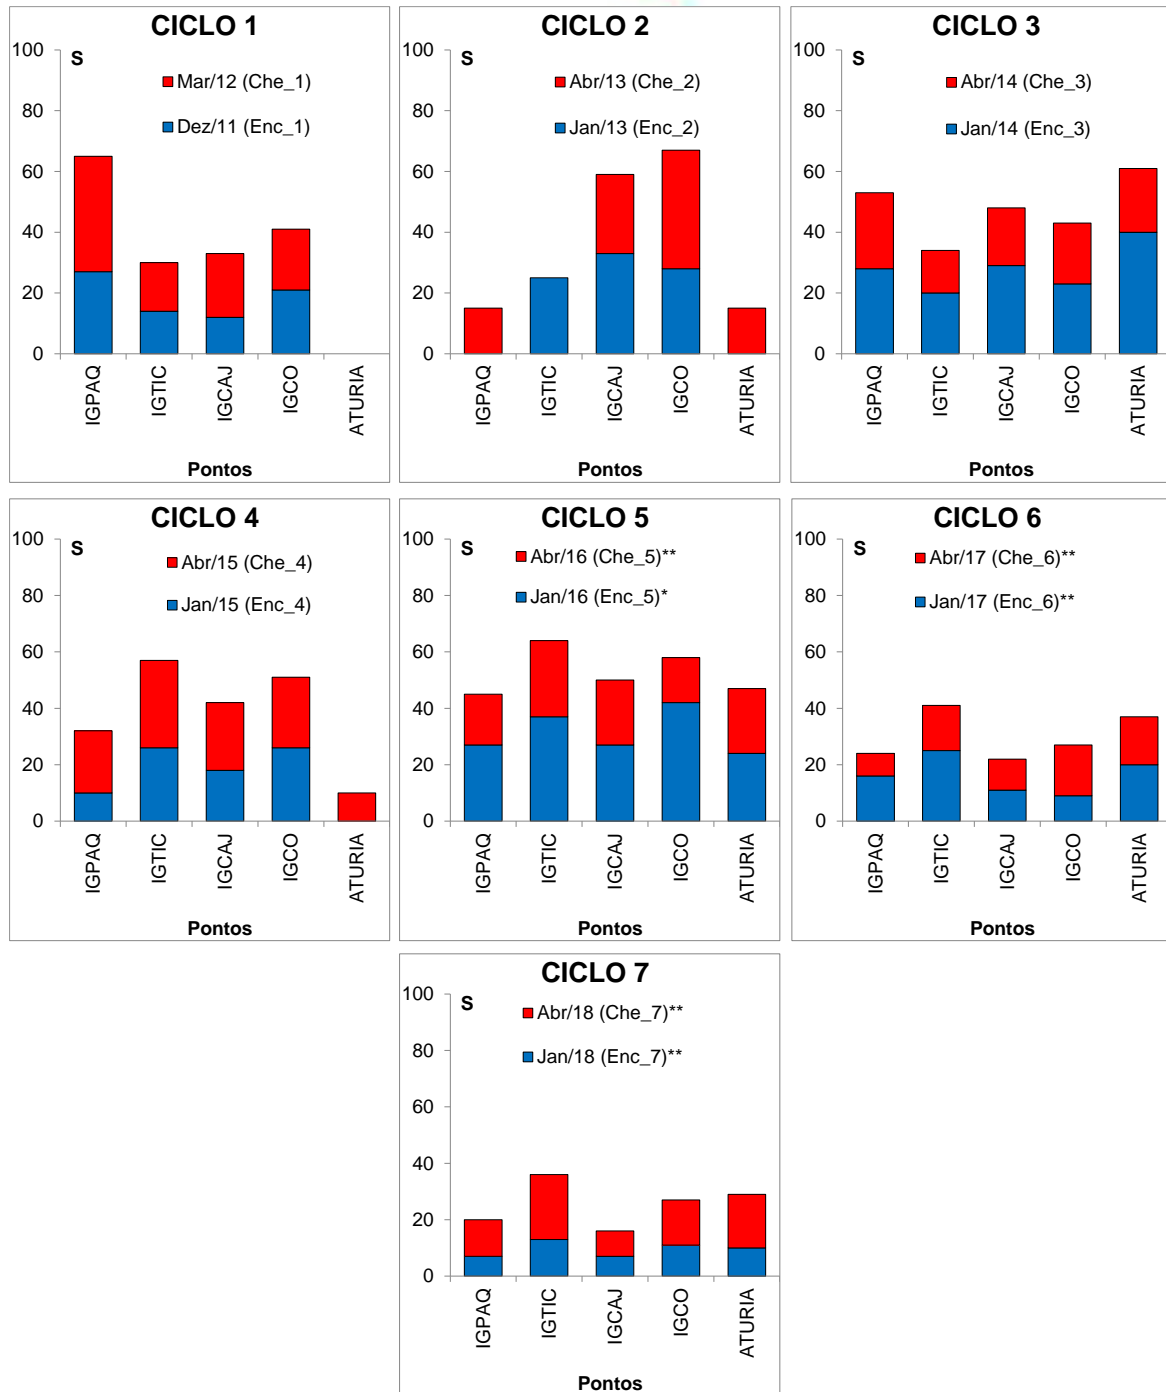 CICLO 1
S
100
80
60
40
20
0
Mar/12 (Che_1)
Dez/11 (Enc_1)
IGPAQ
IGTIC
IGCAJ
IGCO
ATURIA
Pontos
CICLO 2
S
100
80
60
40
20
0
Abr/13 (Che_2)
Jan/13 (Enc_2)
IGPAQ
IGTIC
IGCAJ
IGCO
ATURIA
Pontos
CICLO 3
S
100
80
60
40
20
0
Abr/14 (Che_3)
Jan/14 (Enc_3)
IGPAQ
IGTIC
IGCAJ
IGCO
ATURIA
Pontos
CICLO 4
S
100
80
60
40
20
0
Abr/15 (Che_4)
Jan/15 (Enc_4)
IGPAQ
IGTIC
IGCAJ
IGCO
ATURIA
Pontos
CICLO 5
S
100
80
60
40
20
0
Abr/16 (Che_5)**
Jan/16 (Enc_5)*
IGPAQ
IGTIC
IGCAJ
IGCO
ATURIA
Pontos
CICLO 6
S
100
80
60
40
20
0
Abr/17 (Che_6)**
Jan/17 (Enc_6)**
IGPAQ
IGTIC
IGCAJ
IGCO
ATURIA
Pontos
CICLO 7
S
100
80
60
40
20
0
Abr/18 (Che_7)**
Jan/18 (Enc_7)**
IGPAQ
IGTIC
IGCAJ
IGCO
ATURIA
Pontos